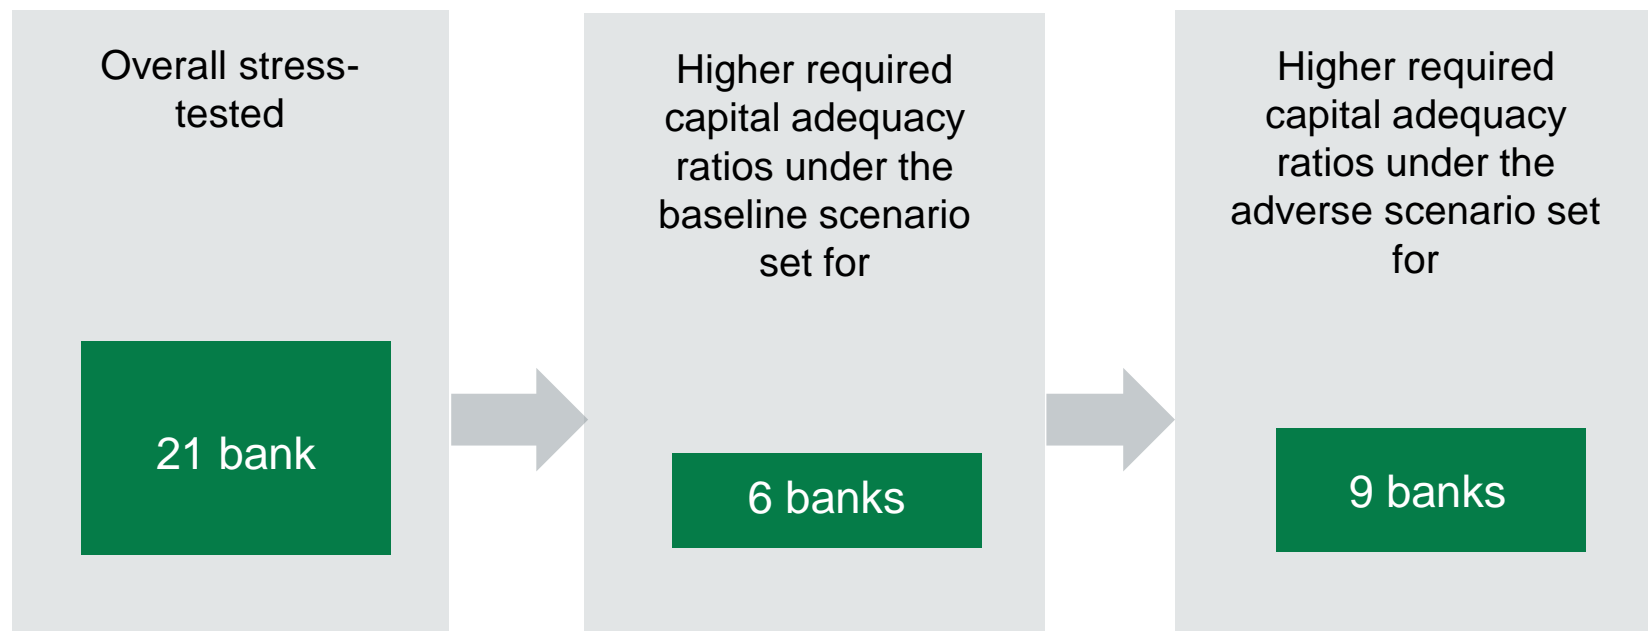 Overall stress-
tested
21 bank
Higher required
capital adequacy
ratios under the
baseline scenario
set for
6 banks
Higher required
capital adequacy
ratios under the
adverse scenario set
for
9 banks